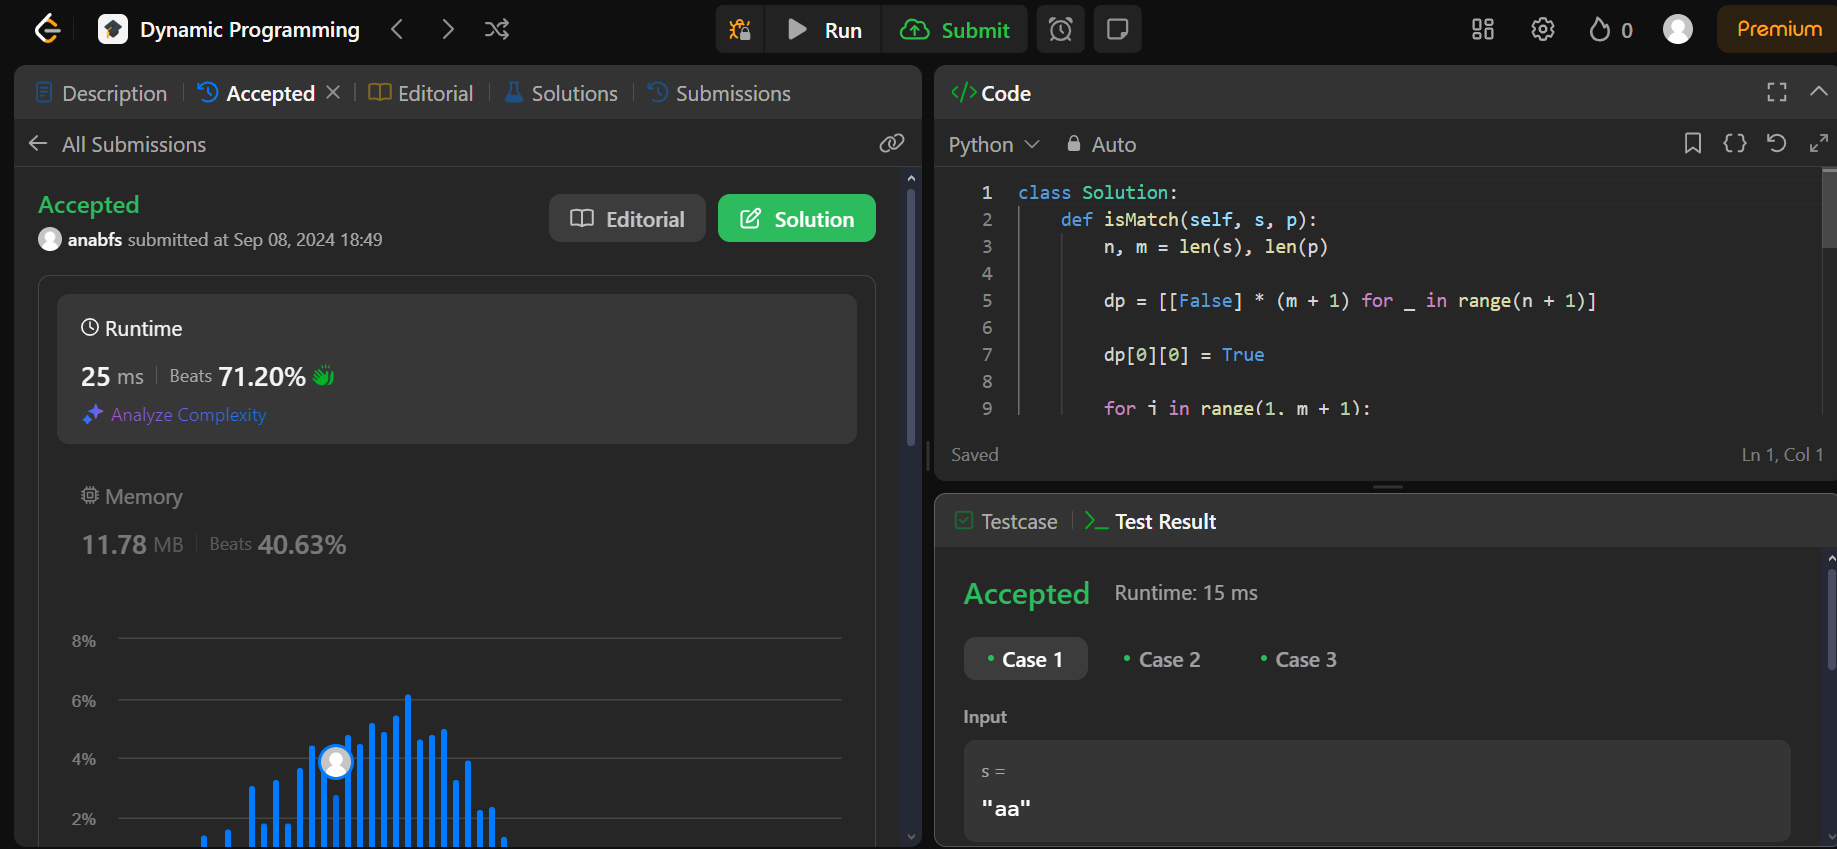 Dynamic Programming
Run
Submit
0
Premium
Description
Accepted
Editorial
Solutions
Submissions
All Submissions
Accepted
Editorial
Solution
anabfs submitted at Sep 08, 2024 18:49
Runtime
25 ms
Beats 71.20%
Analyze Complexity
Memory
11.78 MB
Beats 40.63%
8%
6%
4%
2%
</> Code
Python
Auto
1 class Solution:
2 def isMatch(self, s, p):
3 n, m = len(s), len(p)
4
5 dp = [[False] * (m + 1) for _ in range(n + 1)]
6
7 dp[0][0] = True
8
9 for j in range(1, m + 1):
Saved
Ln 1, Col 1
Testcase
Test Result
Accepted
Runtime: 15 ms
Case 1
Case 2
Case 3
Input
s =
"aa"